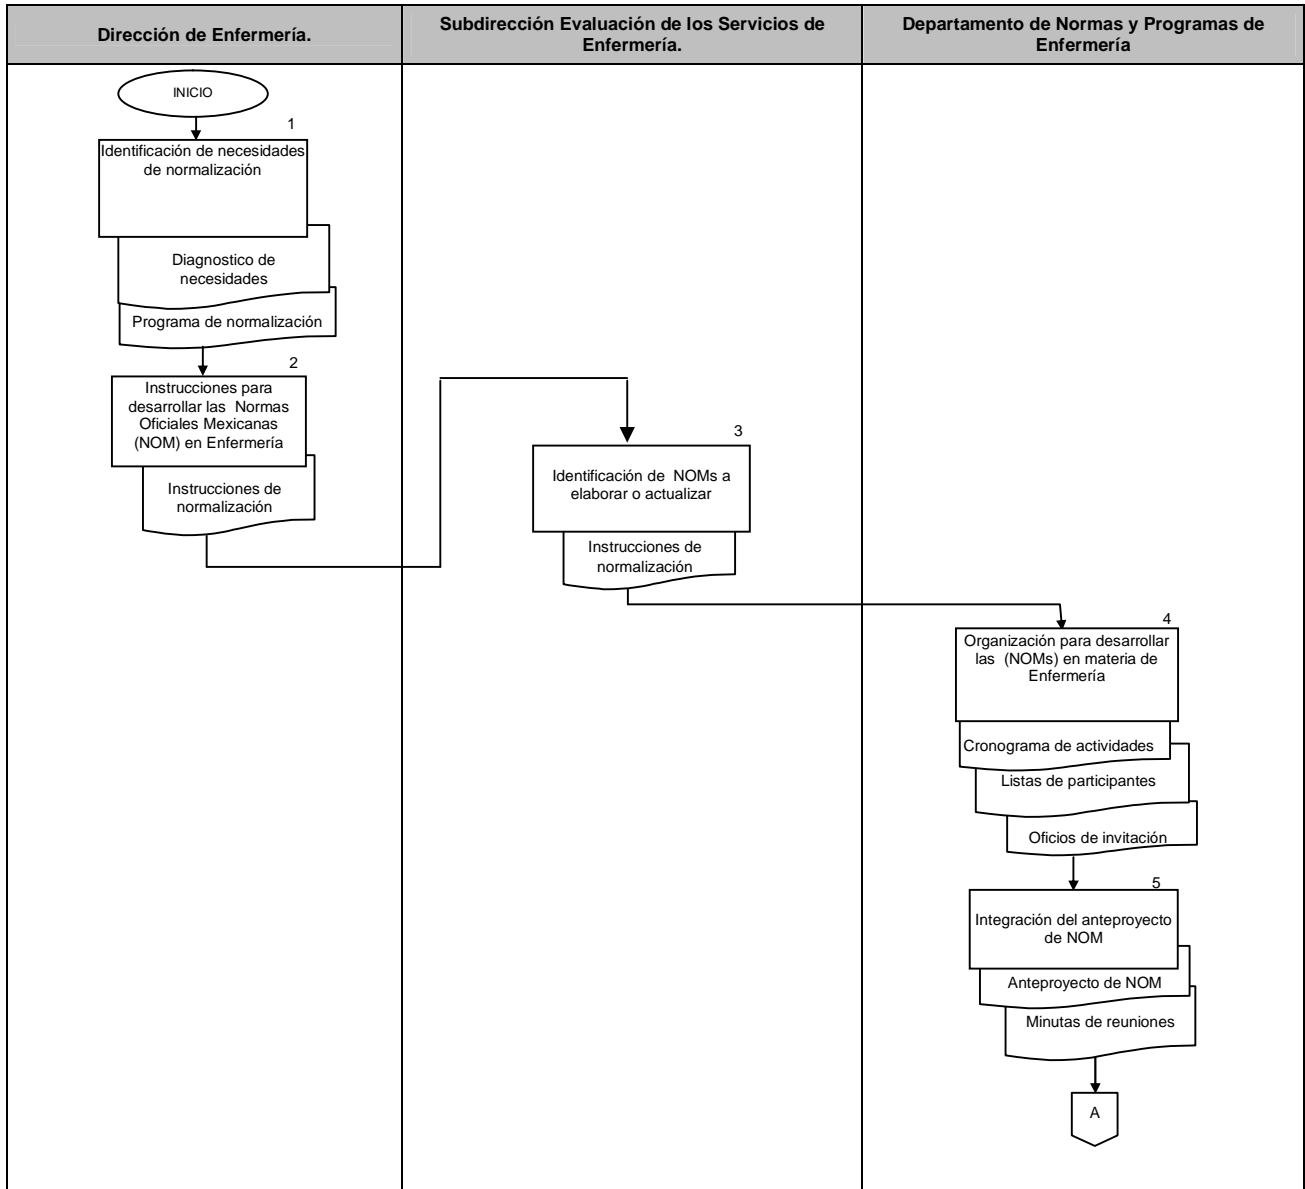 Dirección de Enfermería.
Subdirección Evaluación de los Servicios de
Enfermería.
Departamento de Normas y Programas de
Enfermería
INICIO
1
Identificación de necesidades
de normalización
Diagnostico de
necesidades
Programa de normalización
2
Instrucciones para
desarrollar las Normas
Oficiales Mexicanas
(NOM) en Enfermería
Instrucciones de
normalización
3
Identificación de NOMs a
elaborar o actualizar
Instrucciones de
normalización
4
Organización para desarrollar
las (NOMs) en materia de
Enfermería
Cronograma de actividades
Listas de participantes
Oficios de invitación
5
Integración del anteproyecto
de NOM
Anteproyecto de NOM
Minutas de reuniones
A